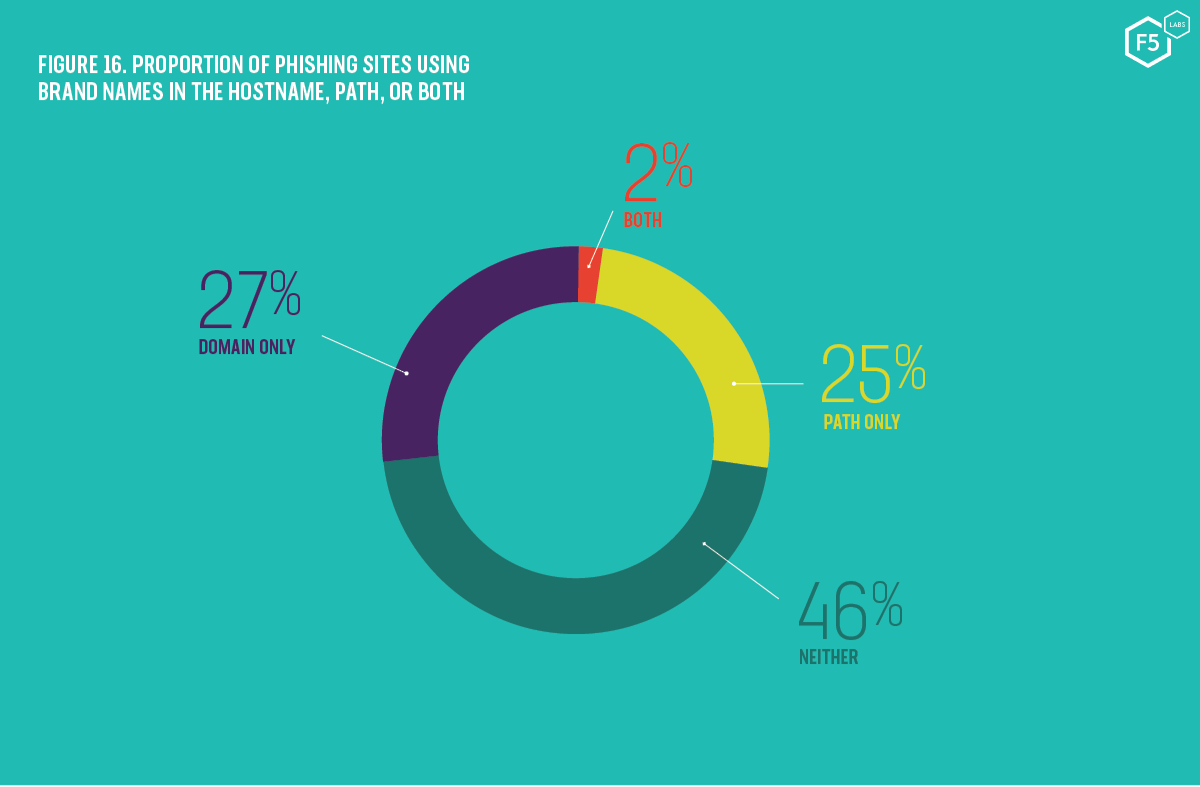 FIGURE 16. PROPORTION OF PHISHING SITES USING
BRAND NAMES IN THE HOSTNAME, PATH, OR BOTH
F5
LABS
2%
BOTH
27%
DOMAIN ONLY
25%
PATH ONLY
46%
NEITHER